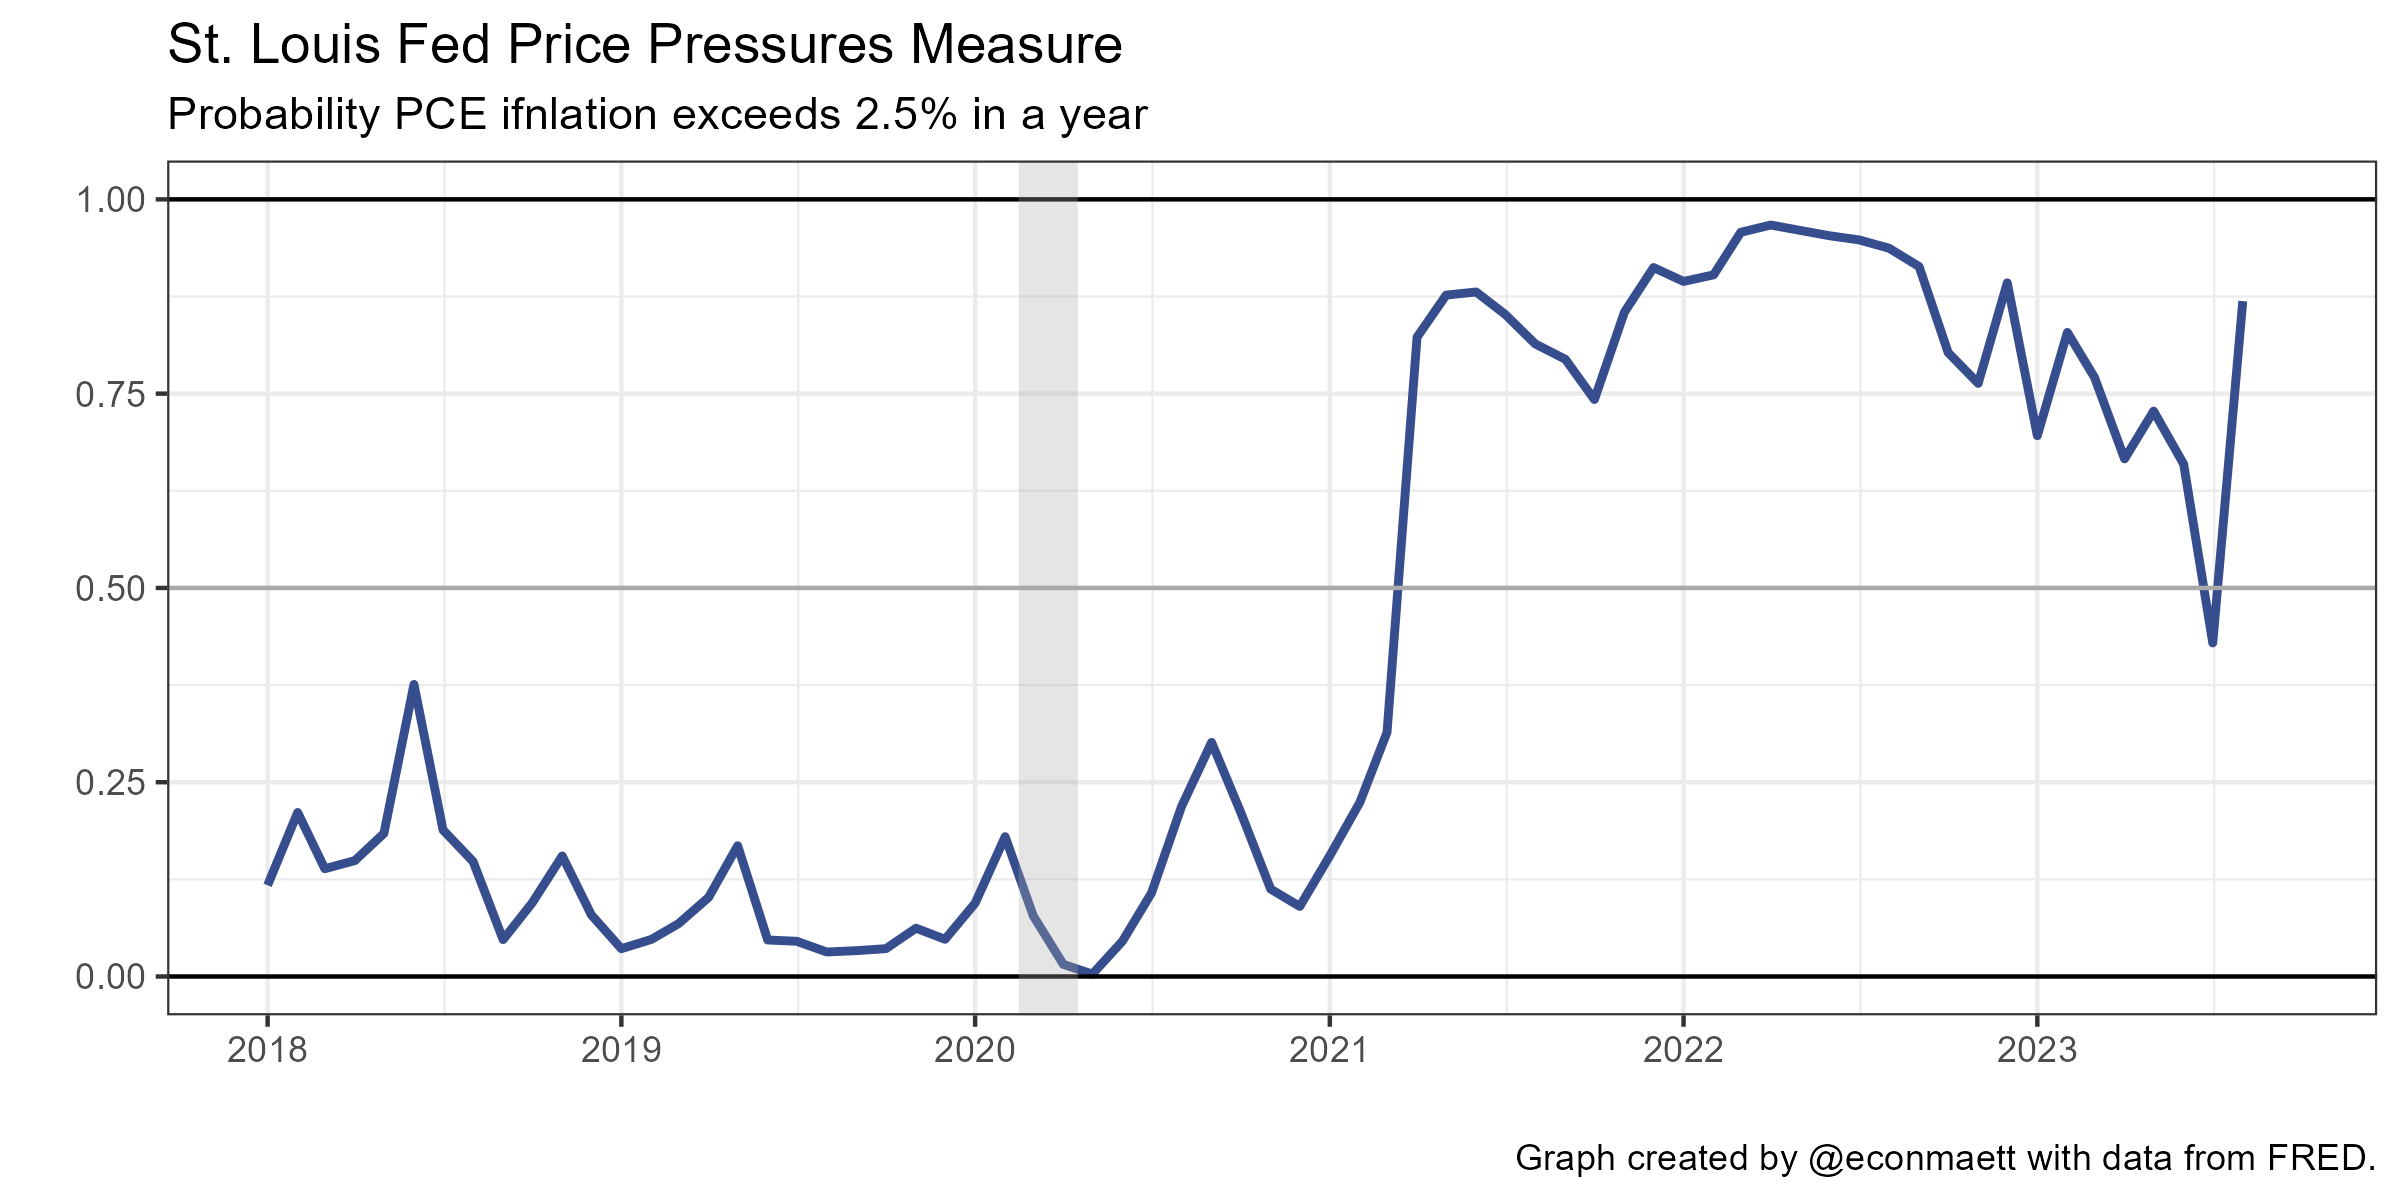 St. Louis Fed Price Pressures Measure
Probability PCE ifnlation exceeds 2.5% in a year
1.00
0.75
0.50
0.25
0.00
2018 2019 2020 2021 2022 2023
Graph created by @econmaett with data from FRED.